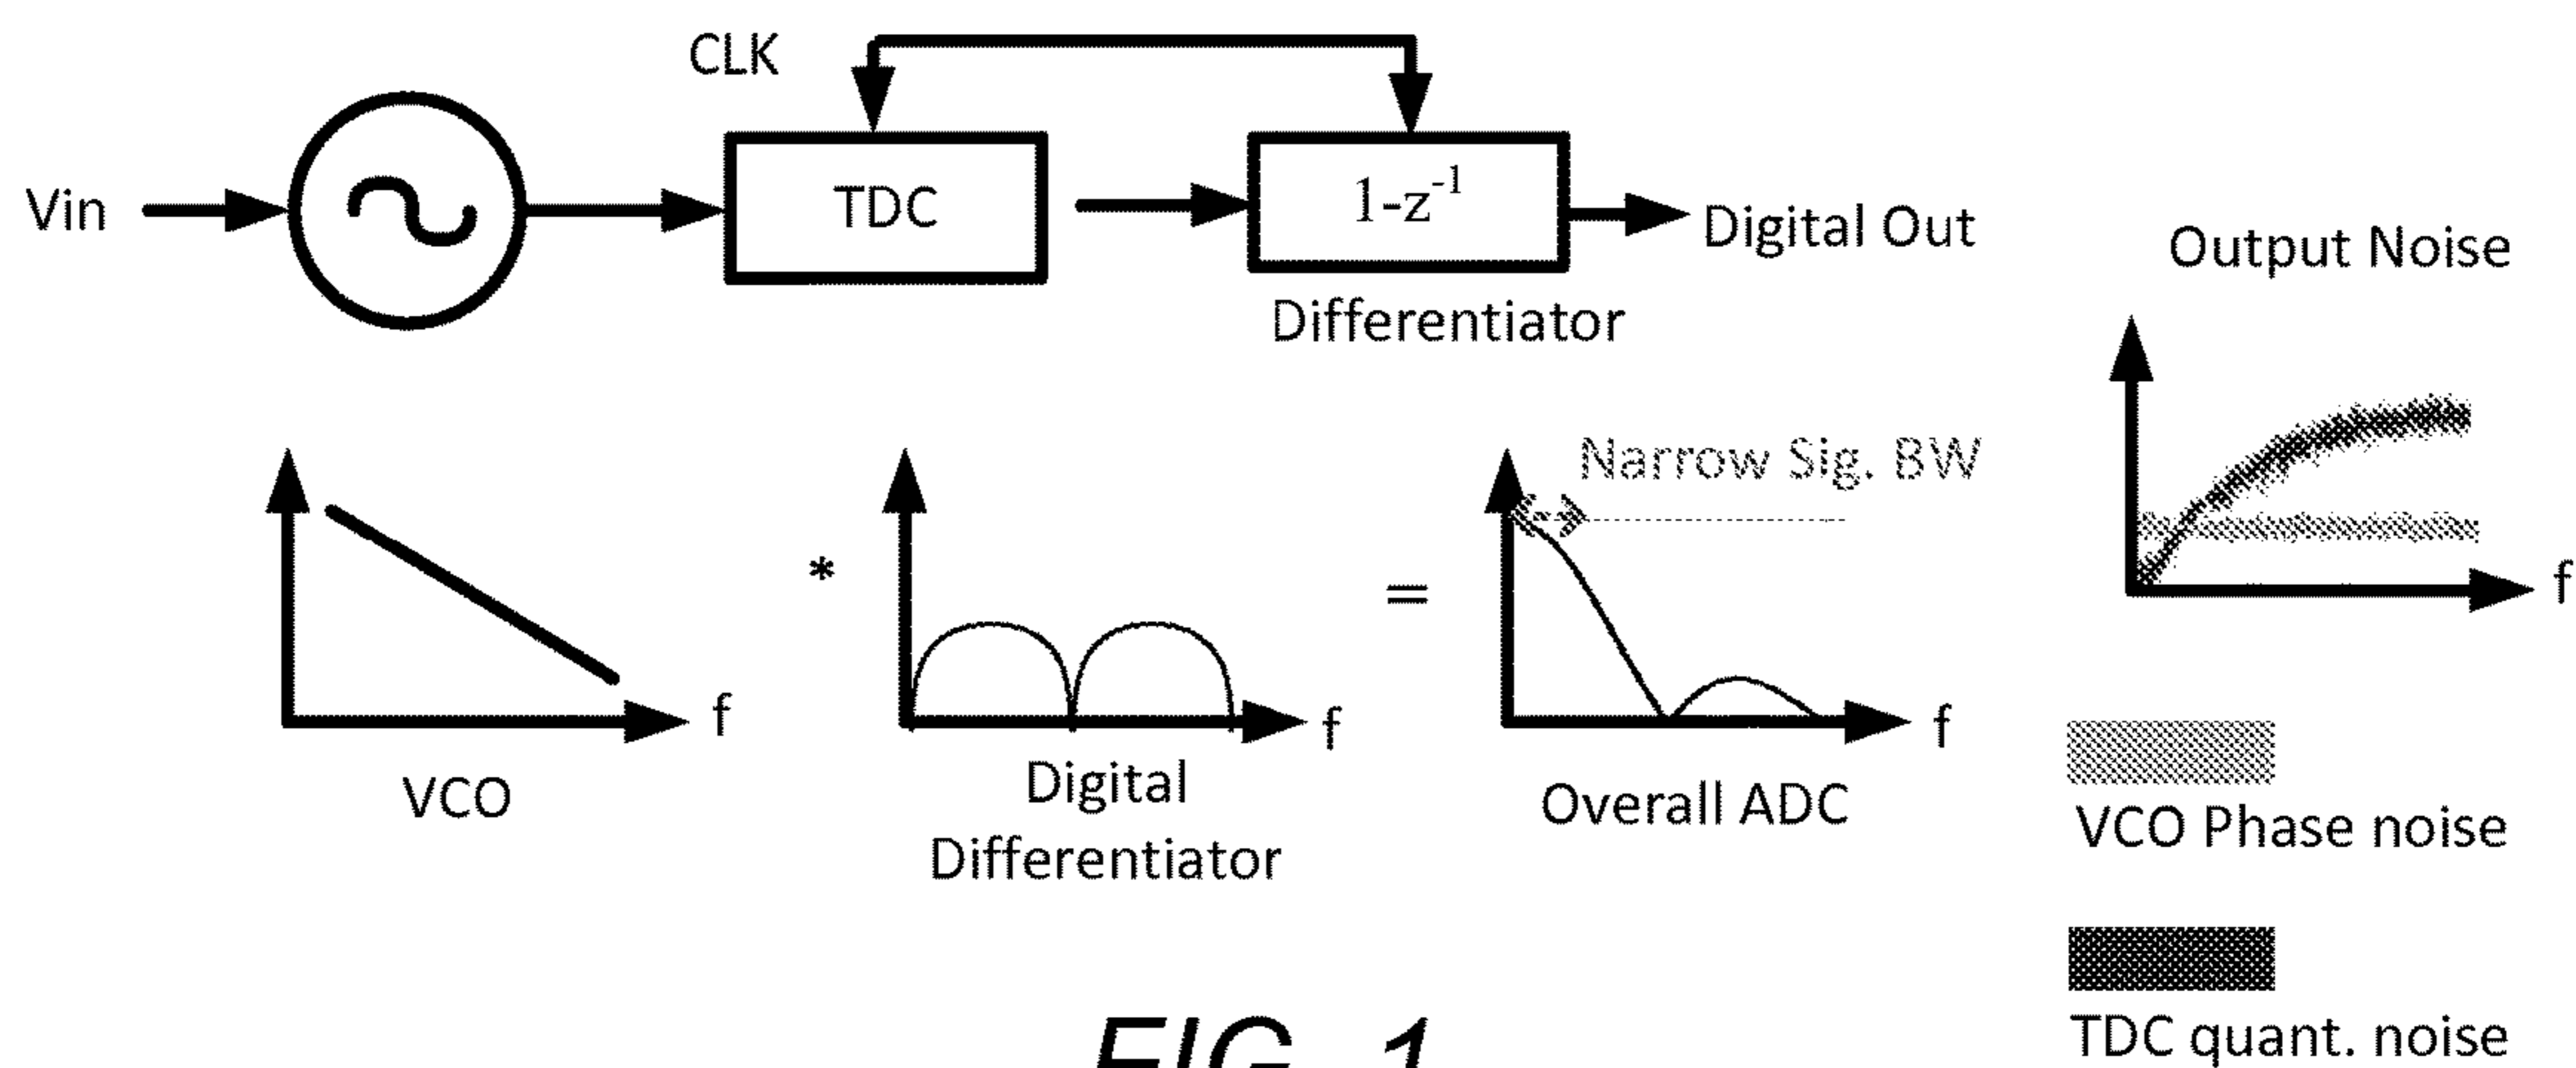 CLK
Vin
TDC
1-z⁻¹
Digital Out
Differentiator
Output Noise
Narrow Sig. BW
*
=
f
f
f
f
VCO
Digital
Differentiator
Overall ADC
VCO Phase noise
TDC quant. noise
FIG. 1